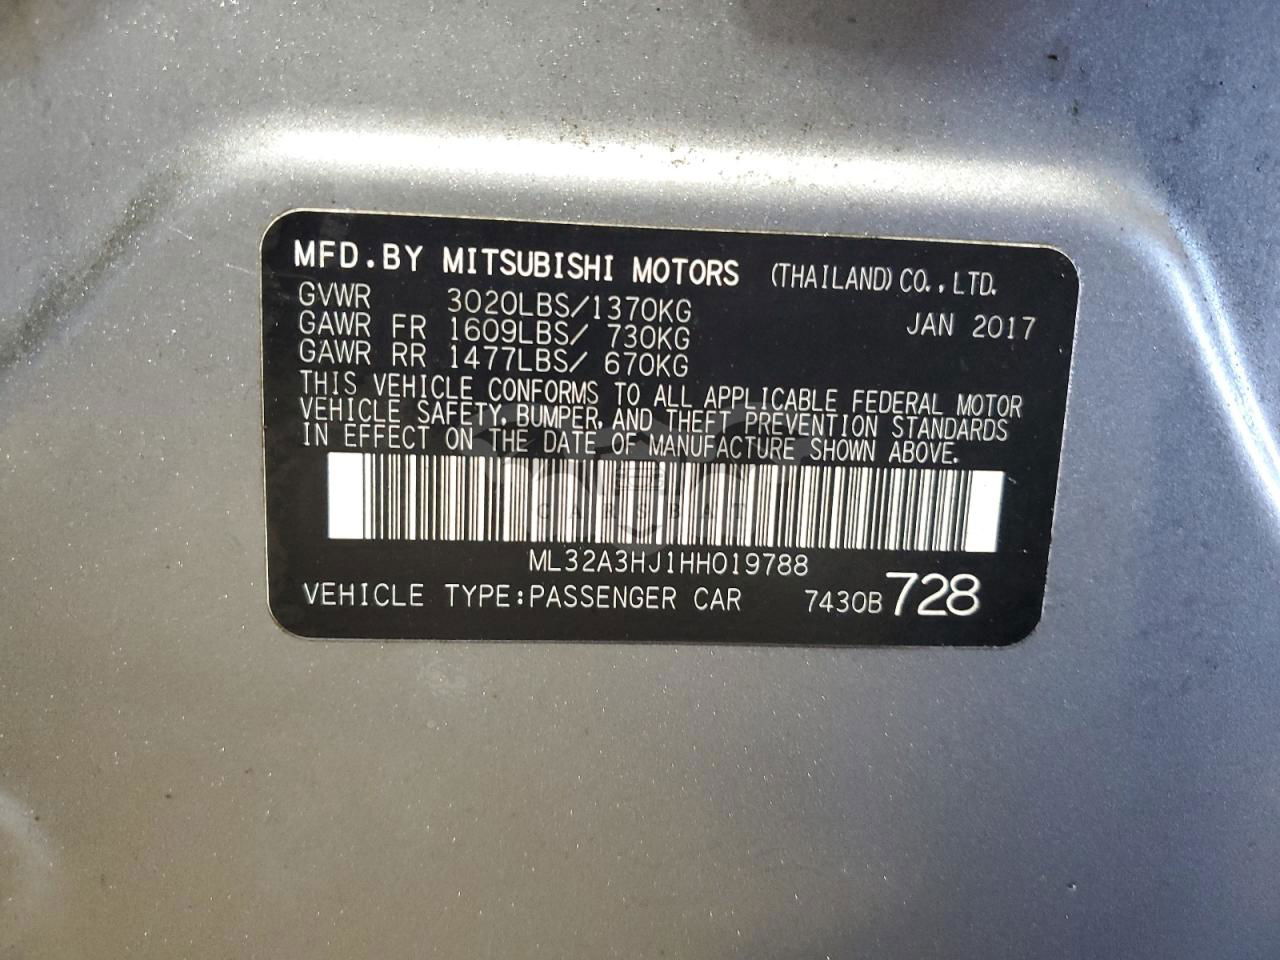 MFD.BY MITSUBISHI MOTORS (THAILAND) CO., LTD.
GVWR 3020LBS/1370KG JAN 2017
GAWR FR 1609LBS/ 730KG
GAWR RR 1477LBS/ 670KG
THIS VEHICLE CONFORMS TO ALL APPLICABLE FEDERAL MOTOR
VEHICLE SAFETY, BUMPER, AND THEFT PREVENTION STANDARDS
IN EFFECT ON THE DATE OF MANUFACTURE SHOWN ABOVE.
CARSBAD
ML32A3HJ1HH019788
VEHICLE TYPE:PASSENGER CAR 7430B 728